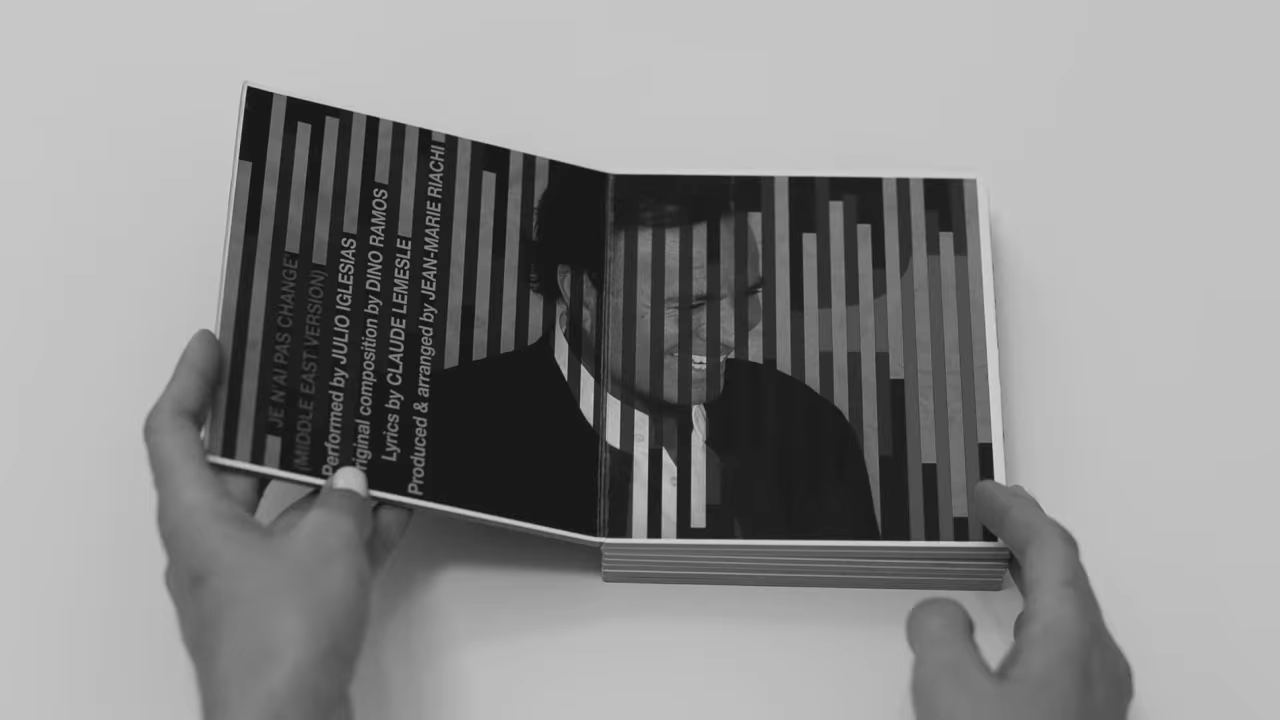 JE N'AI PAS CHANGE'
(MIDDLE EAST VERSION)
Performed by JULIO IGLESIAS
riginal composition by DINO RAMOS
Lyrics by CLAUDE LEMESLE
Produced & arranged by JEAN-MARIE RIACHI